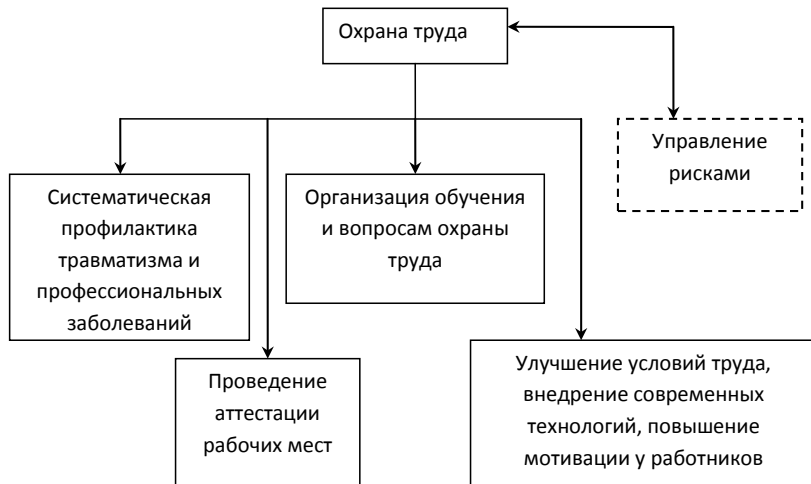 Охрана труда
Управление
рисками
Систематическая
профилактика
травматизма и
профессиональных
заболеваний
Организация обучения
и вопросам охраны
труда
Проведение
аттестации
рабочих мест
Улучшение условий труда,
внедрение современных
технологий, повышение
мотивации у работников